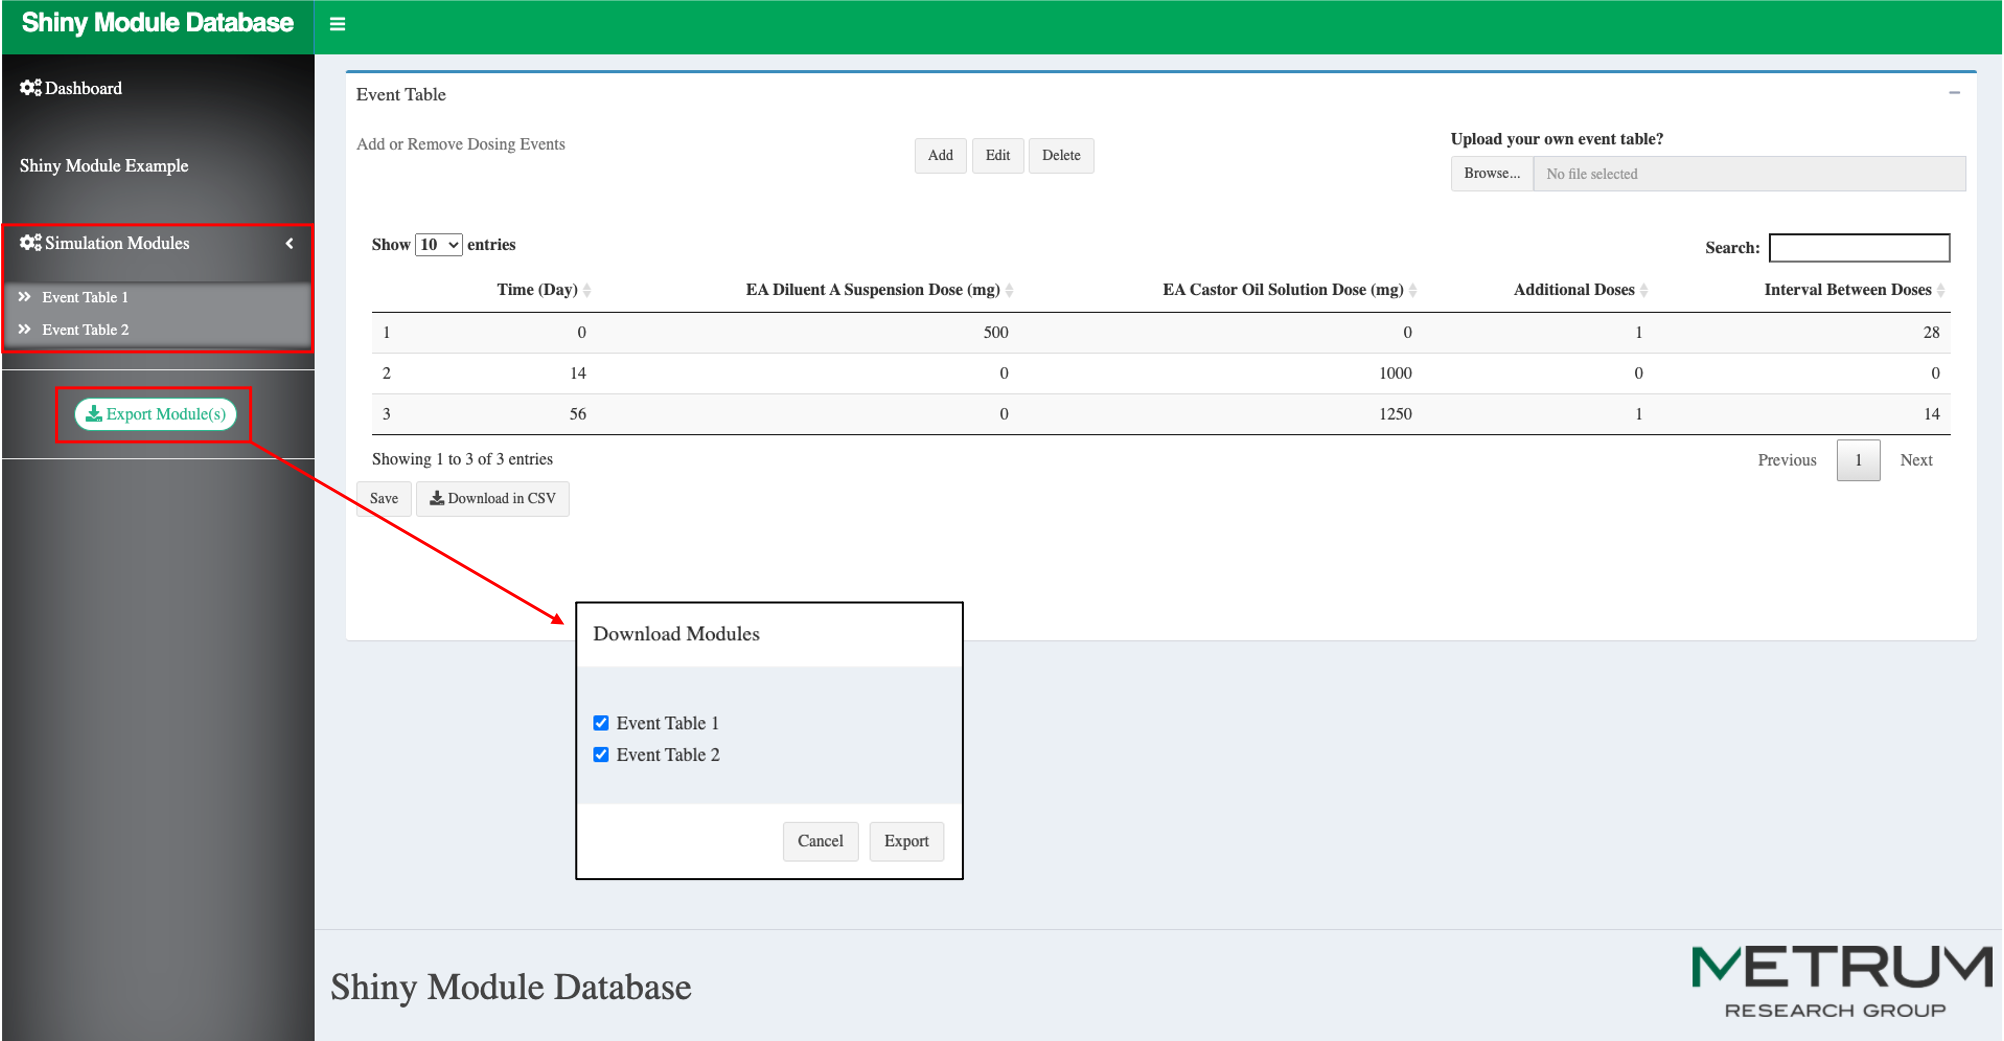 Shiny Module Database
Dashboard
Shiny Module Example
Simulation Modules
Event Table 1
Event Table 2
Export Module(s)
Event Table
Add or Remove Dosing Events
Add Edit Delete
Upload your own event table?
Browse... No file selected
Show 10 entries
Search:
Time (Day) EA Diluent A Suspension Dose (mg) EA Castor Oil Solution Dose (mg) Additional Doses Interval Between Doses
1 0 500 0 1 28
2 14 0 1000 0 0
3 56 0 1250 1 14
Showing 1 to 3 of 3 entries
Previous 1 Next
Save Download in CSV
Download Modules
Event Table 1
Event Table 2
Cancel Export
Shiny Module Database
METRUM
RESEARCH GROUP